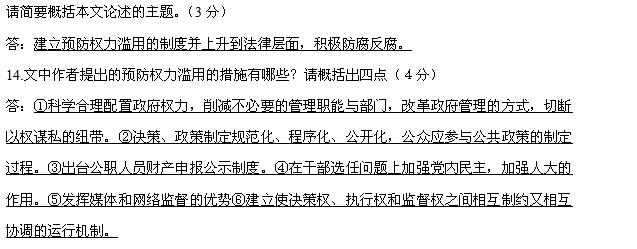 请简要概括本文论述的主题。（3 分）
答：建立预防权力滥用的制度并上升到法律层面，积极防腐反腐。
14.文中作者提出的预防权力滥用的措施有哪些？请概括出四点（4 分）
答：①科学合理配置政府权力，削减不必要的管理职能与部门，改革政府管理的方式，切断
以权谋私的纽带。②决策、政策制定规范化、程序化、公开化，公众应参与公共政策的制定
过程。③出台公职人员财产申报公示制度。④在干部选任问题上加强党内民主，加强人大的
作用。⑤发挥媒体和网络监督的优势⑥建立使决策权、执行权和监督权之间相互制约又相互
协调的运行机制。